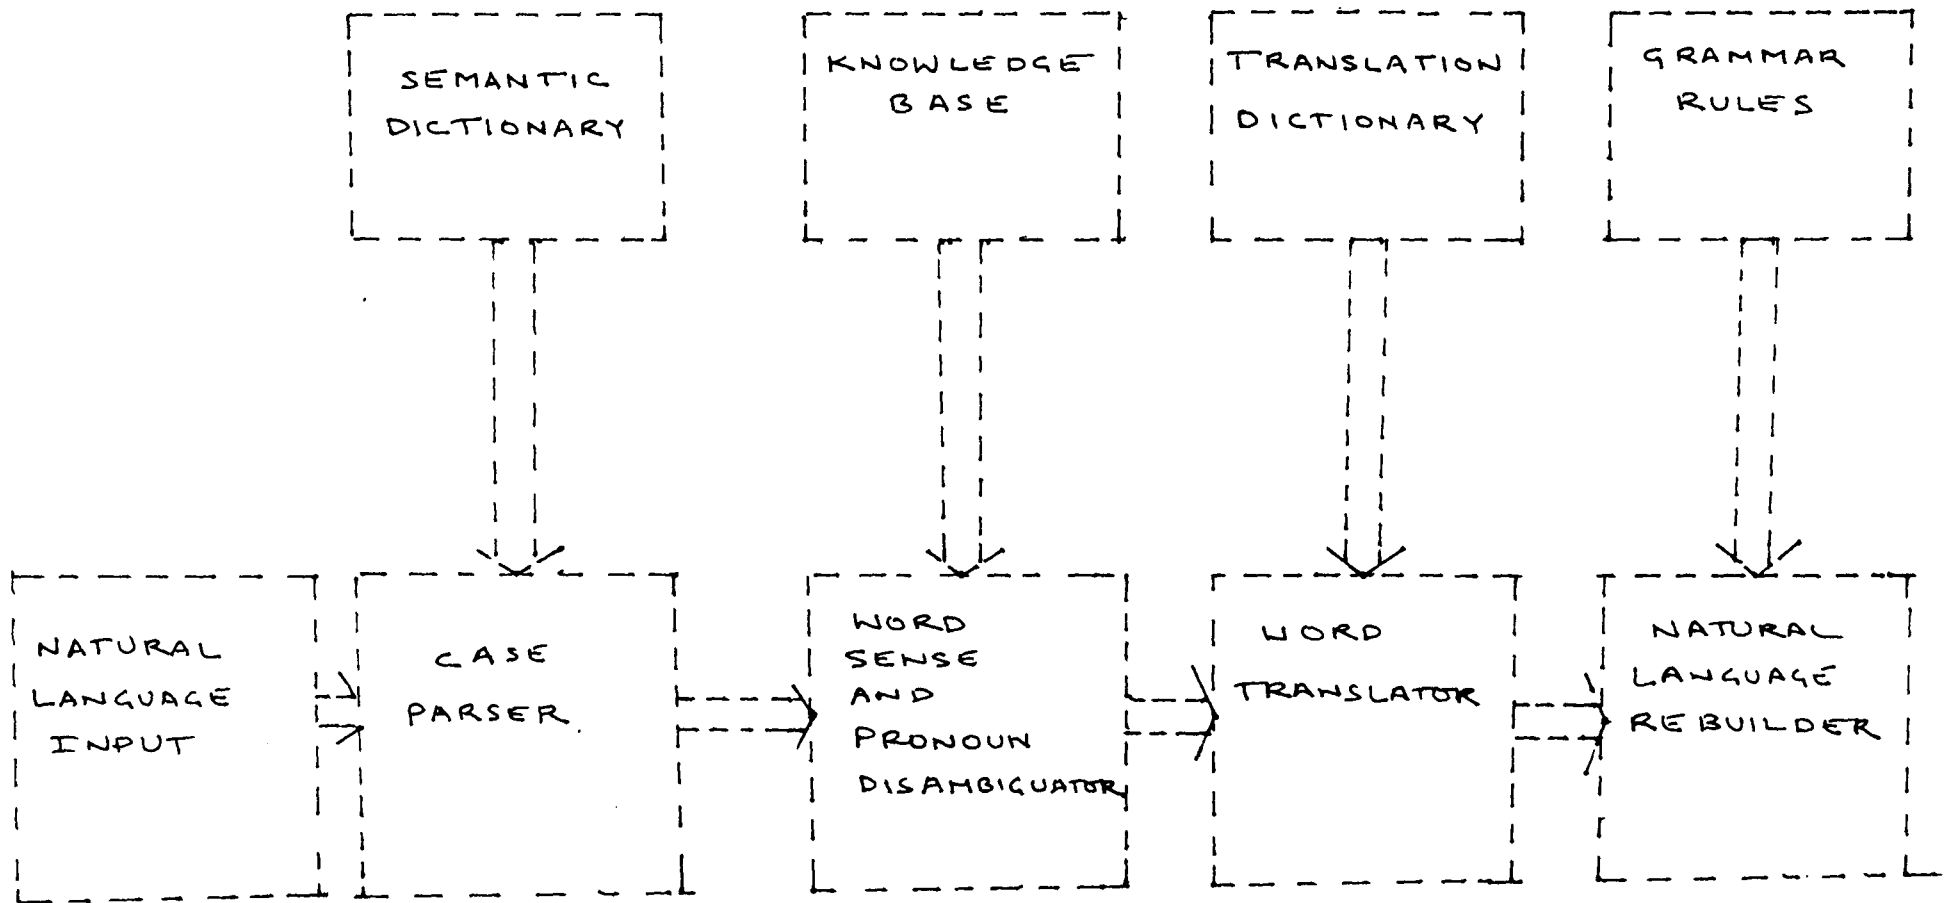 SEMANTIC
DICTIONARY
KNOWLEDGE
BASE
TRANSLATION
DICTIONARY
GRAMMAR
RULES
NATURAL
LANGUAGE
INPUT
CASE
PARSER.
WORD
SENSE
AND
PRONOUN
DISAMBIGUATOR
WORD
TRANSLATOR
NATURAL
LANGUAGE
REBUILDER